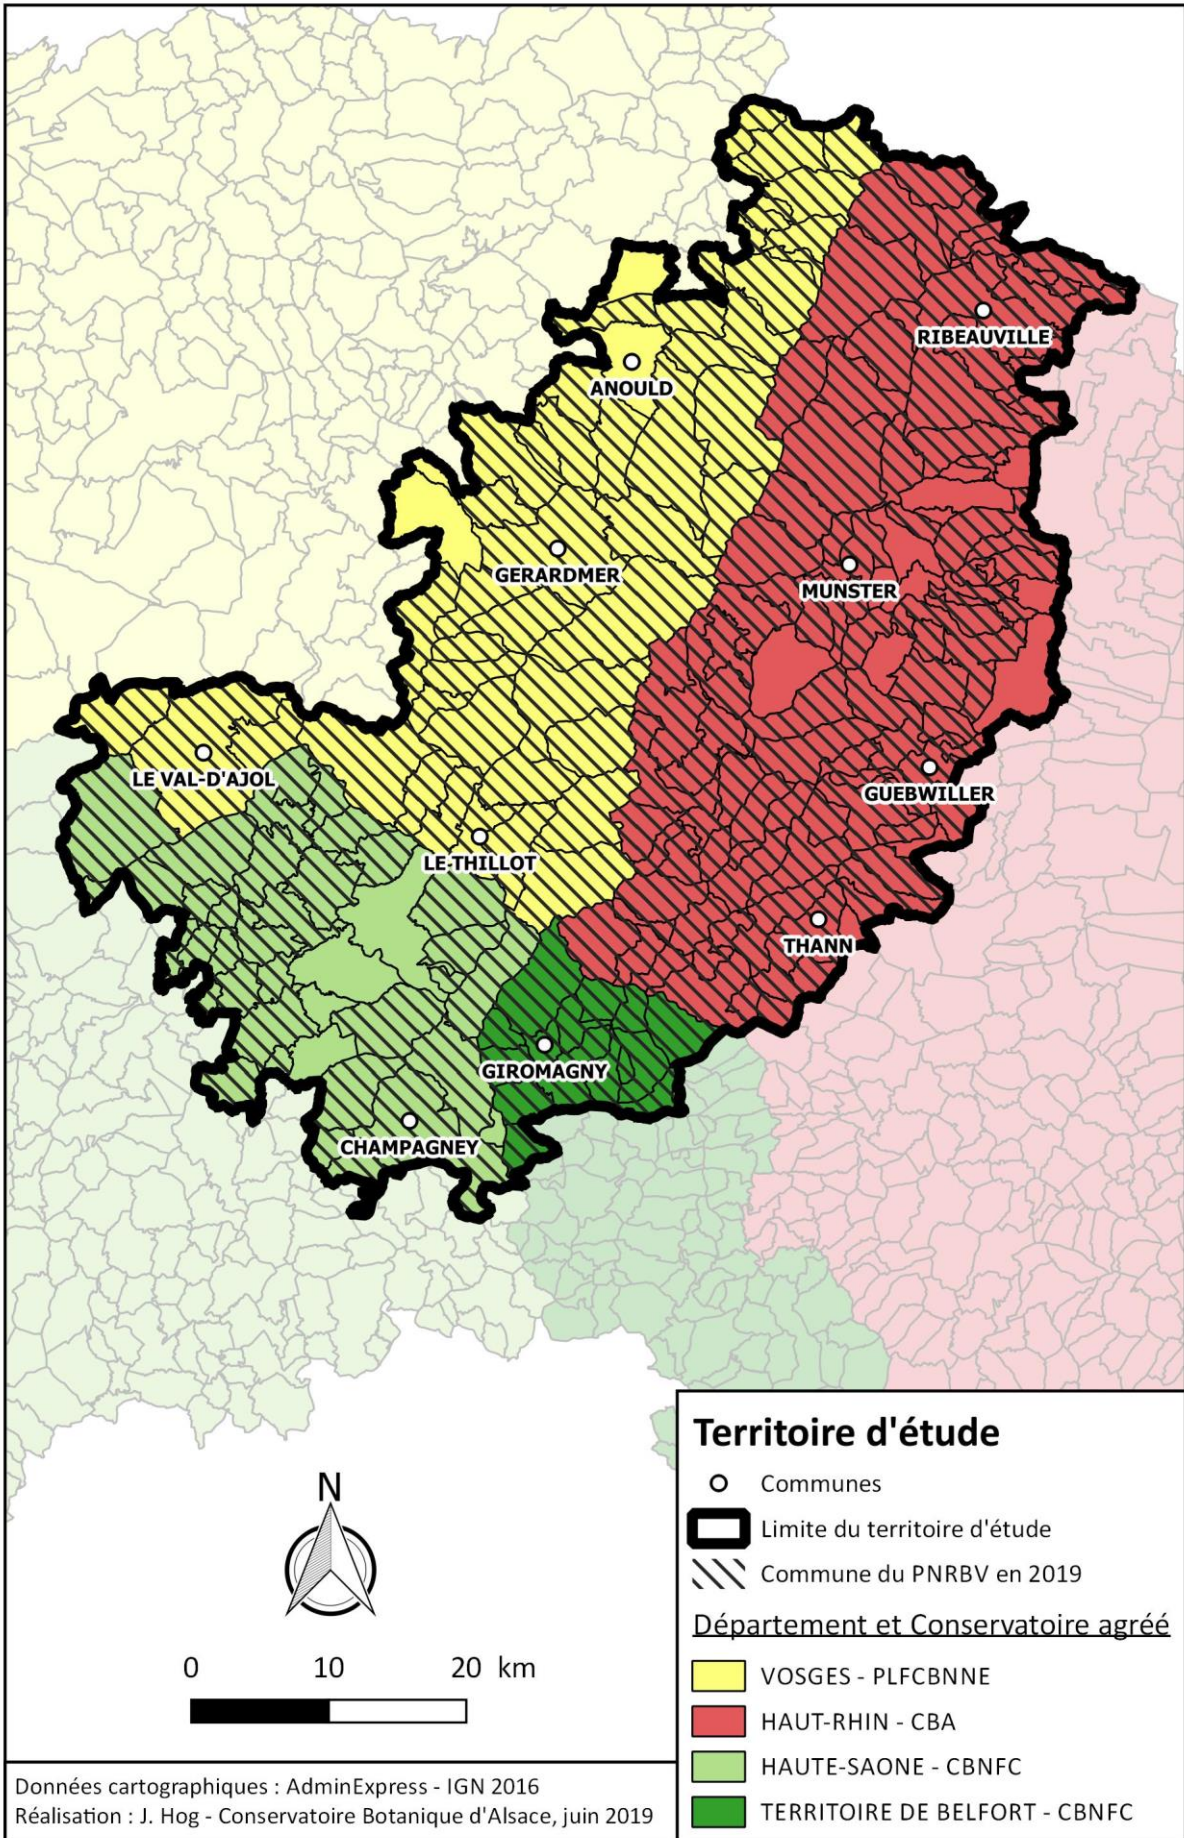 RIBEAUVILLE
ANOULD
GERARDMER
MUNSTER
LE VAL-D'AJOL
GUEBWILLER
LE THILLOT
THANN
GIROMAGNY
CHAMPAGNEY
N
0 10 20 km
Données cartographiques : AdminExpress - IGN 2016
Réalisation : J. Hog - Conservatoire Botanique d'Alsace, juin 2019
Territoire d'étude
Communes
Limite du territoire d'étude
Commune du PNRBV en 2019
Département et Conservatoire agréé
VOSGES - PLFCBNNE
HAUT-RHIN - CBA
HAUTE-SAONE - CBNFC
TERRITOIRE DE BELFORT - CBNFC